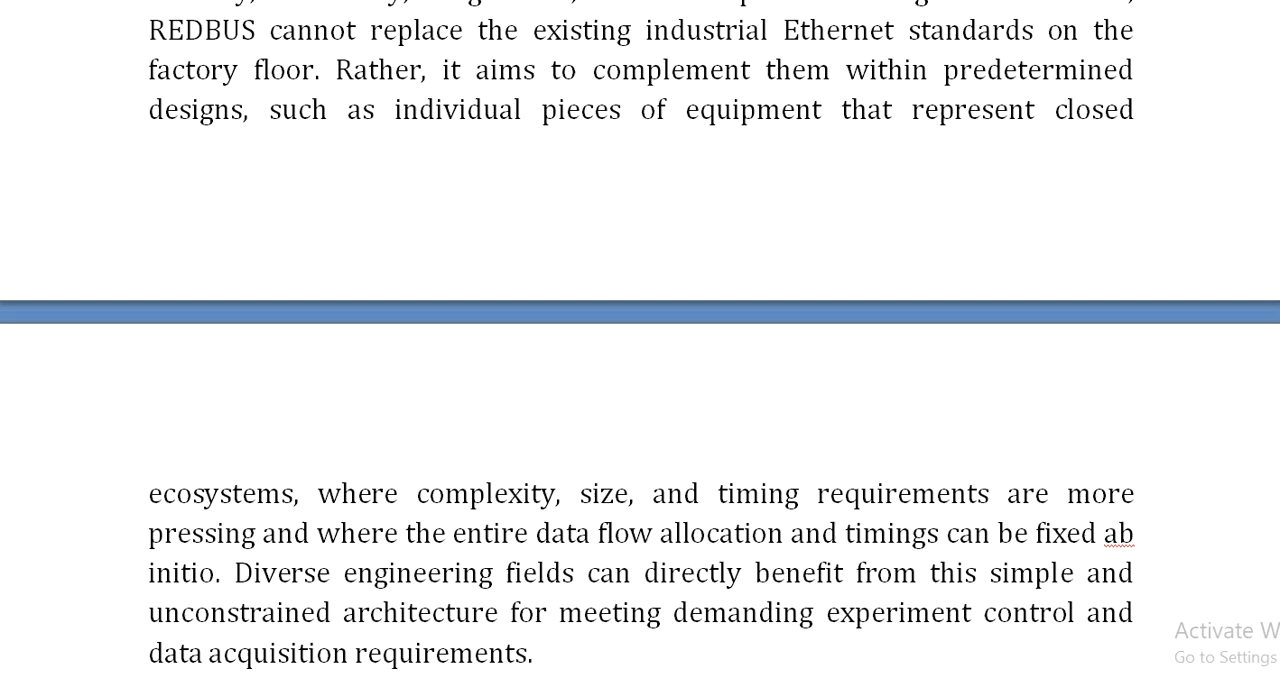 REDBUS cannot replace the existing industrial Ethernet standards on the
factory floor. Rather, it aims to complement them within predetermined
designs, such as individual pieces of equipment that represent closed
ecosystems, where complexity, size, and timing requirements are more
pressing and where the entire data flow allocation and timings can be fixed ab
initio. Diverse engineering fields can directly benefit from this simple and
unconstrained architecture for meeting demanding experiment control and
data acquisition requirements.
Activate W
Go to Settings